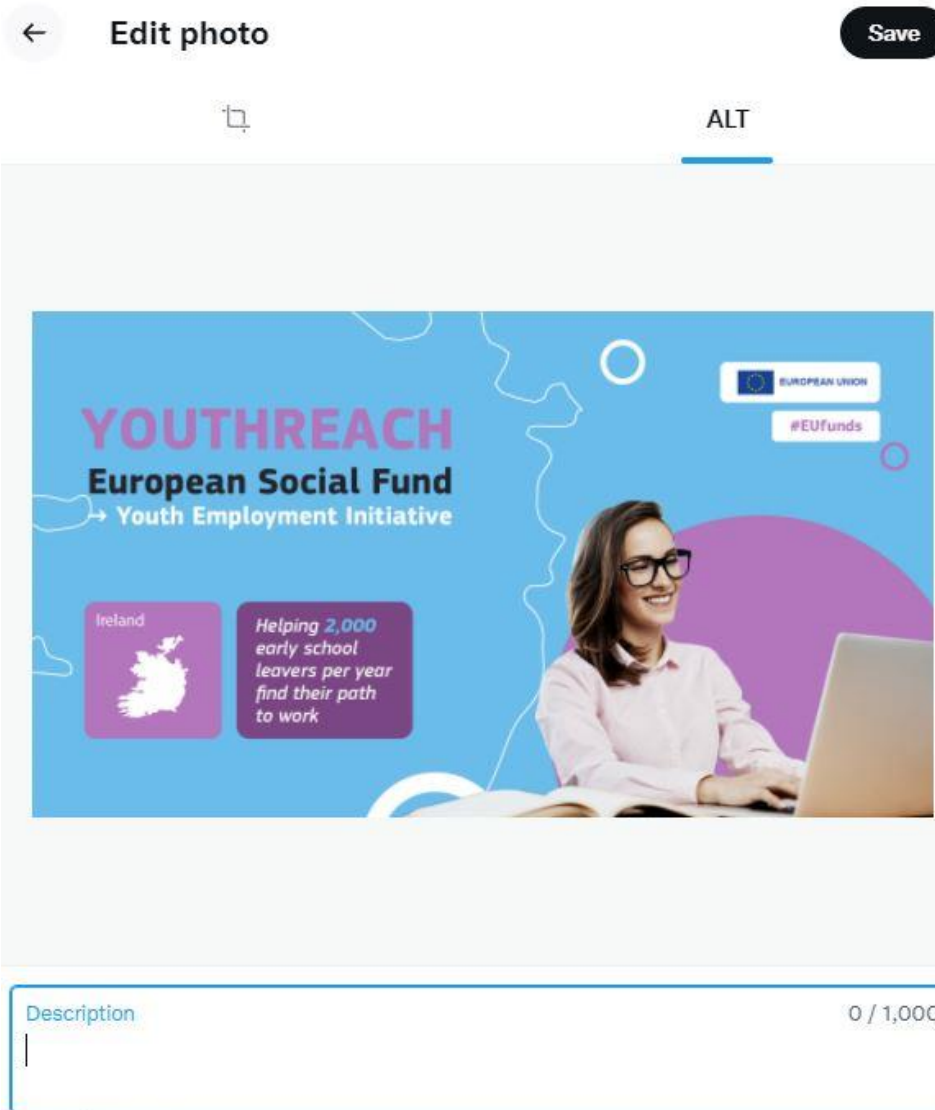 Edit photo
Save
ALT
EUROPEAN UNION
#EUfunds
YOUTHREACH
European Social Fund
→ Youth Employment Initiative
Ireland
Helping 2,000
early school
leavers per year
find their path
to work
Description
0 / 1,000